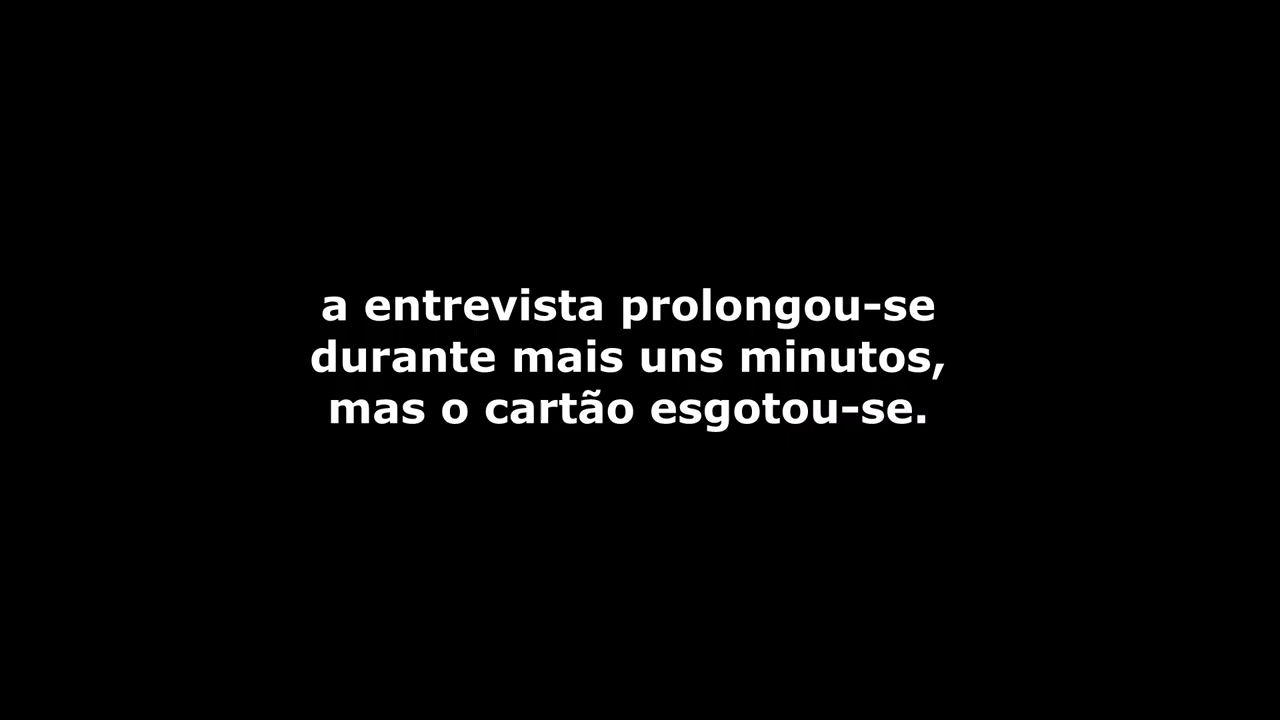 a entrevista prolongou-se
durante mais uns minutos,
mas o cartão esgotou-se.